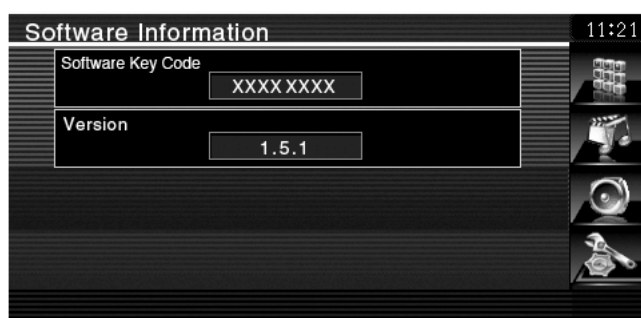 Software Information
11:21
Software Key Code
XXXX XXXX
Version
1.5.1